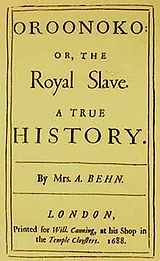 OROONOKO:
OR, THE
Royal Slave.
A TRUE
HISTORY.
By Mrs. A. BEHN.
LONDON,
Printed for Will. Canning, at his Shop in
the Temple Cloysters. 1688.